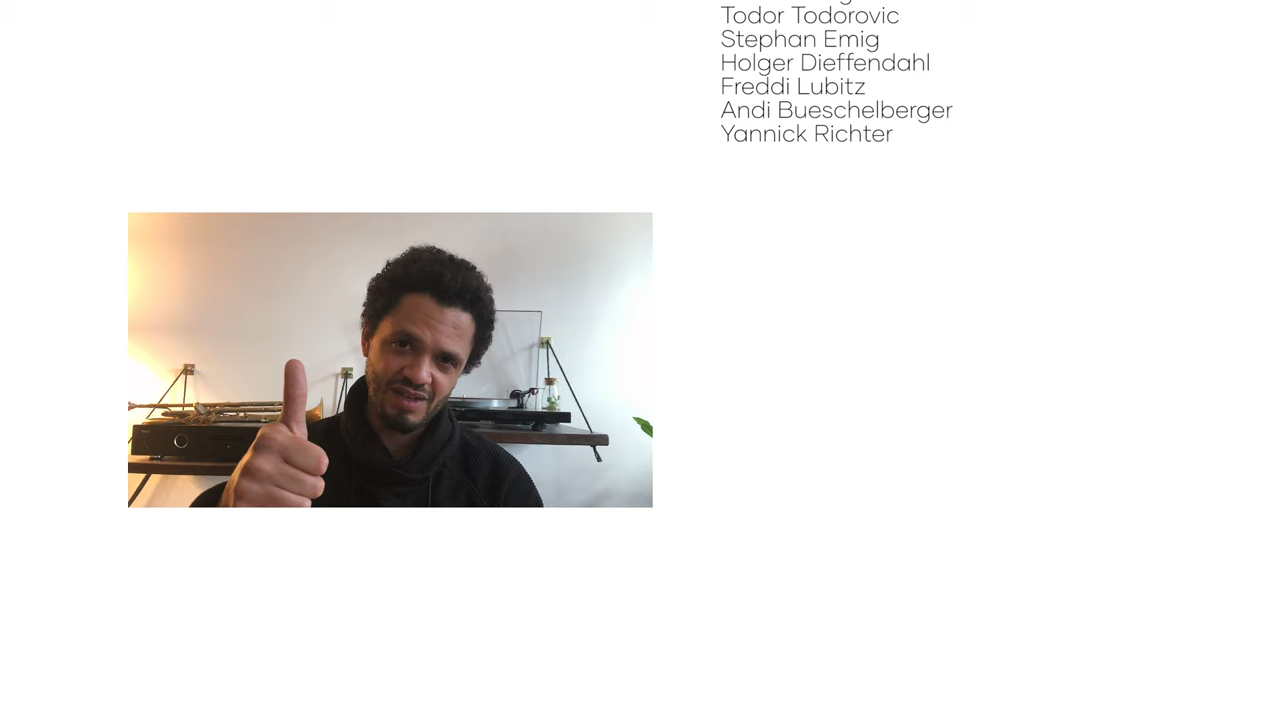 Todor Todorovic
Stephan Emig
Holger Dieffendahl
Freddi Lubitz
Andi Bueschelberger
Yannick Richter